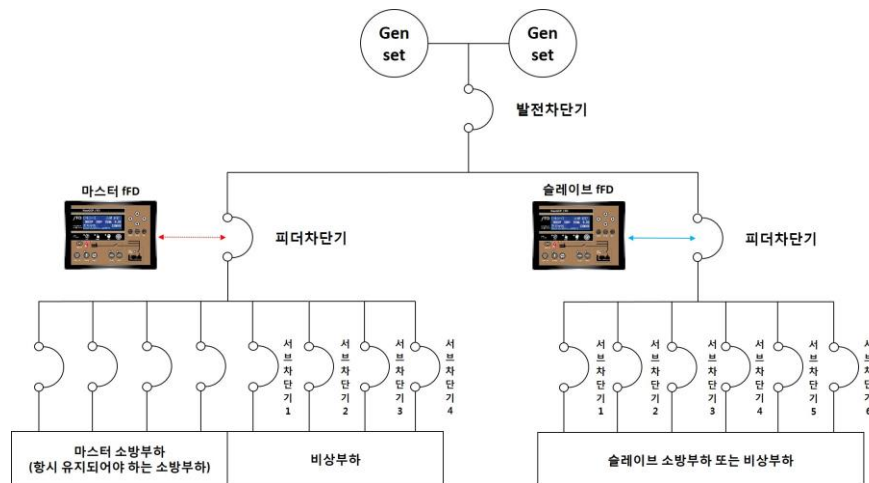 Gen
set
Gen
set
발전차단기
마스터 fFD
슬레이브 fFD
피더차단기
피더차단기
서브차단기1
서브차단기2
서브차단기3
서브차단기4
서브차단기1
서브차단기2
서브차단기3
서브차단기4
서브차단기5
서브차단기6
마스터 소방부하
(항시 유지되어야 하는 소방부하)
비상부하
슬레이브 소방부하 또는 비상부하